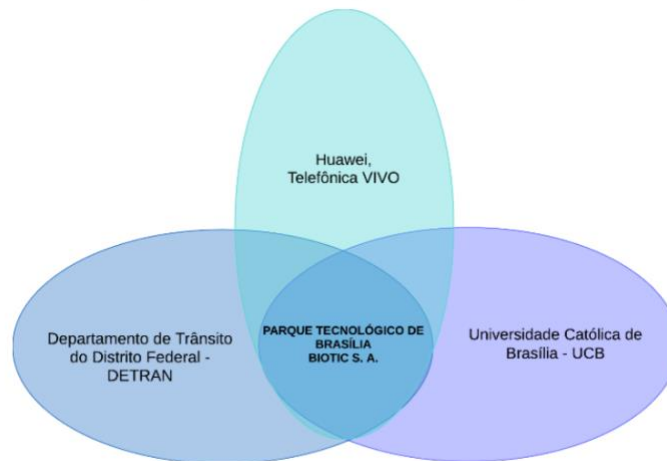 Huawei,
Telefônica VIVO
Departamento de Trânsito
do Distrito Federal -
DETRAN
PARQUE TECNOLÓGICO DE
BRASÍLIA
BIOTIC S. A.
Universidade Católica de
Brasília - UCB